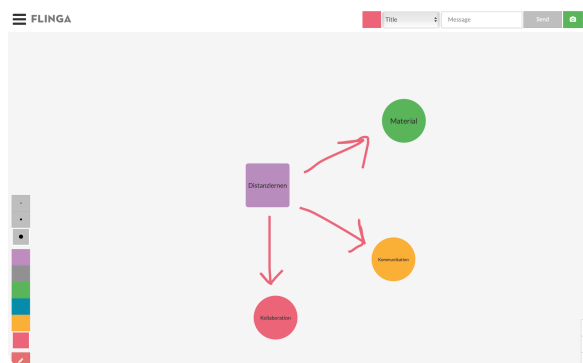 FLINGA
Title
Message
Send
Material
Distanzlernen
Kommunikation
Kollaboration